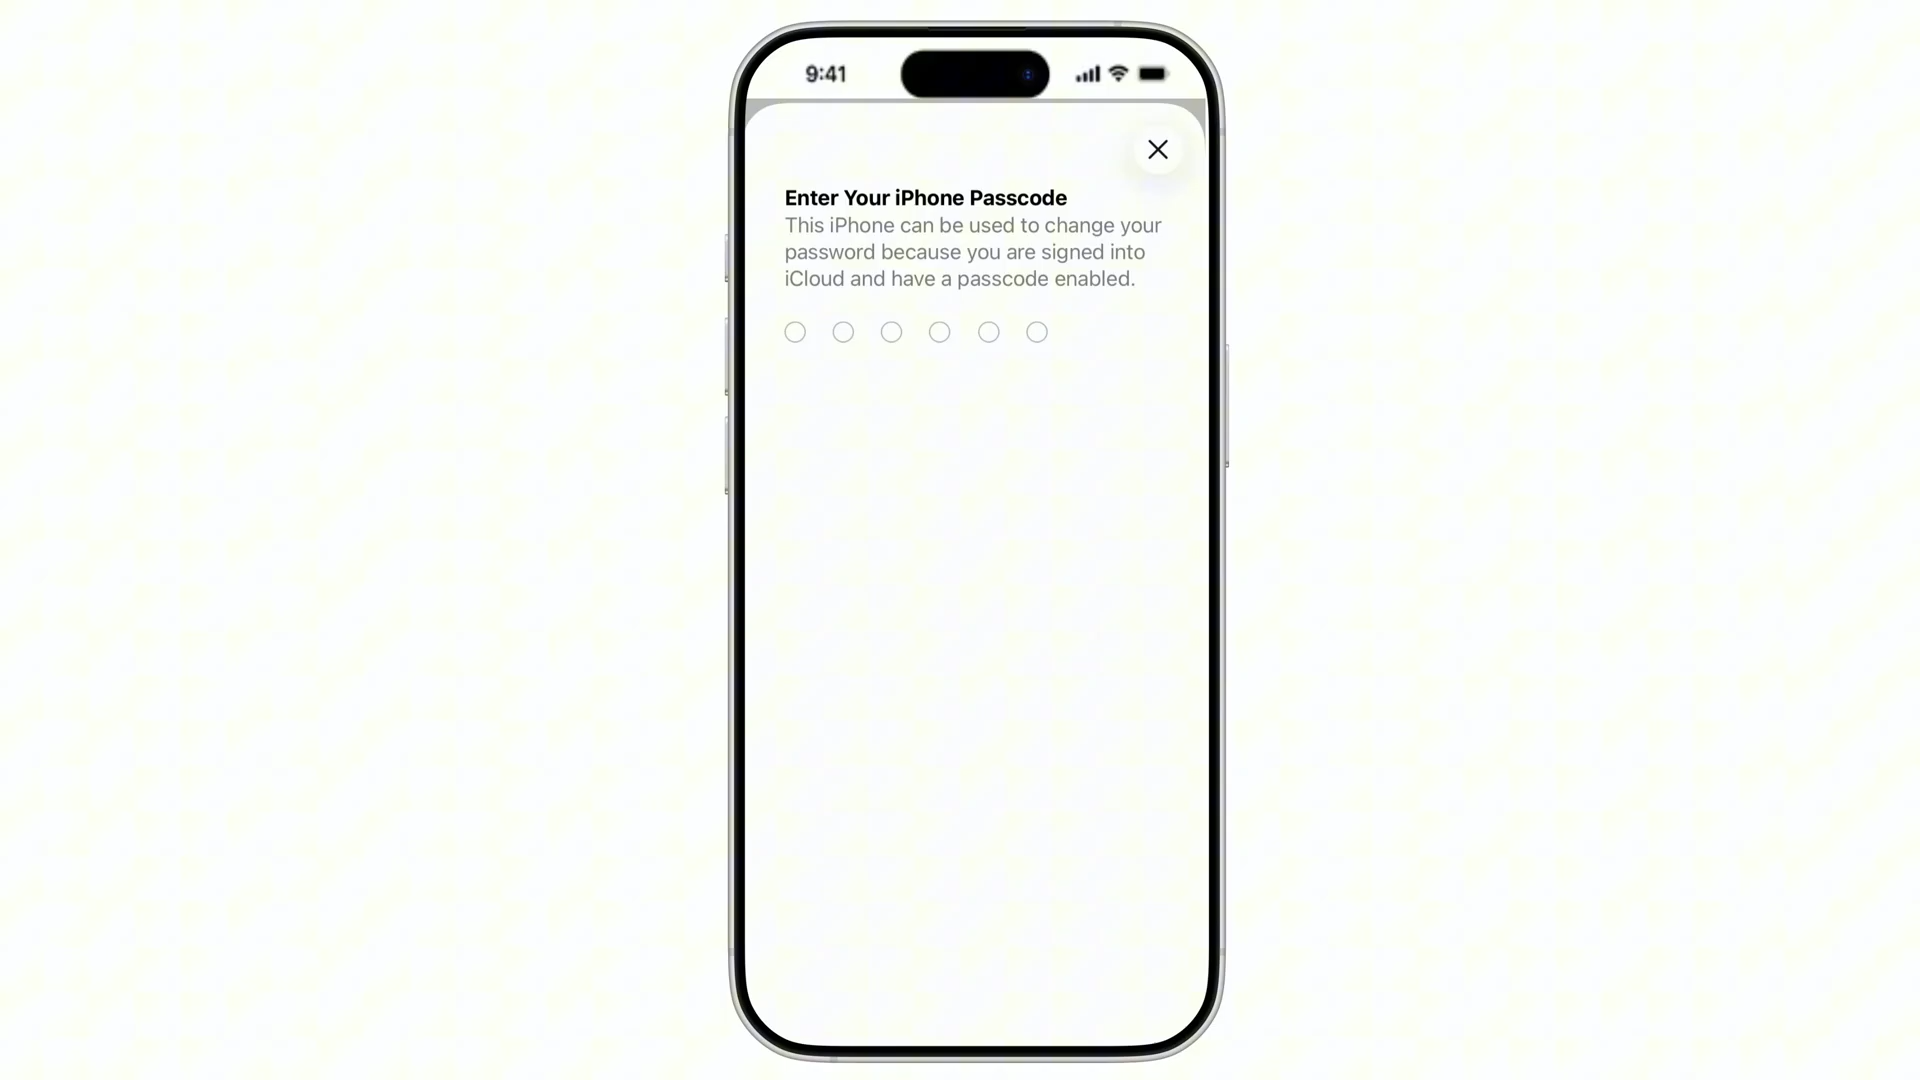 9:41
Enter Your iPhone Passcode
This iPhone can be used to change your
password because you are signed into
iCloud and have a passcode enabled.